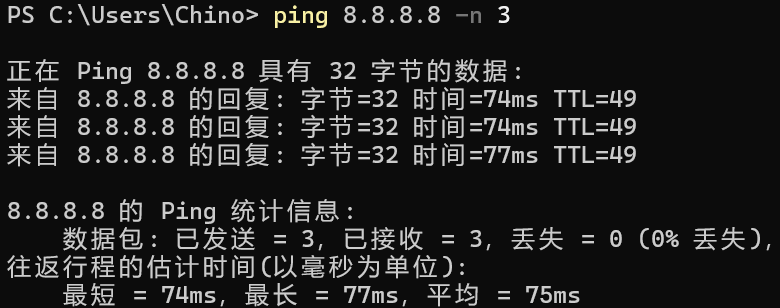 PS C:\Users\Chino> ping 8.8.8.8 -n 3
正在 Ping 8.8.8.8 具有 32 字节的数据:
来自 8.8.8.8 的回复: 字节=32 时间=74ms TTL=49
来自 8.8.8.8 的回复: 字节=32 时间=74ms TTL=49
来自 8.8.8.8 的回复: 字节=32 时间=77ms TTL=49
8.8.8.8 的 Ping 统计信息:
    数据包: 已发送 = 3，已接收 = 3，丢失 = 0 (0% 丢失)，
往返行程的估计时间(以毫秒为单位):
    最短 = 74ms，最长 = 77ms，平均 = 75ms